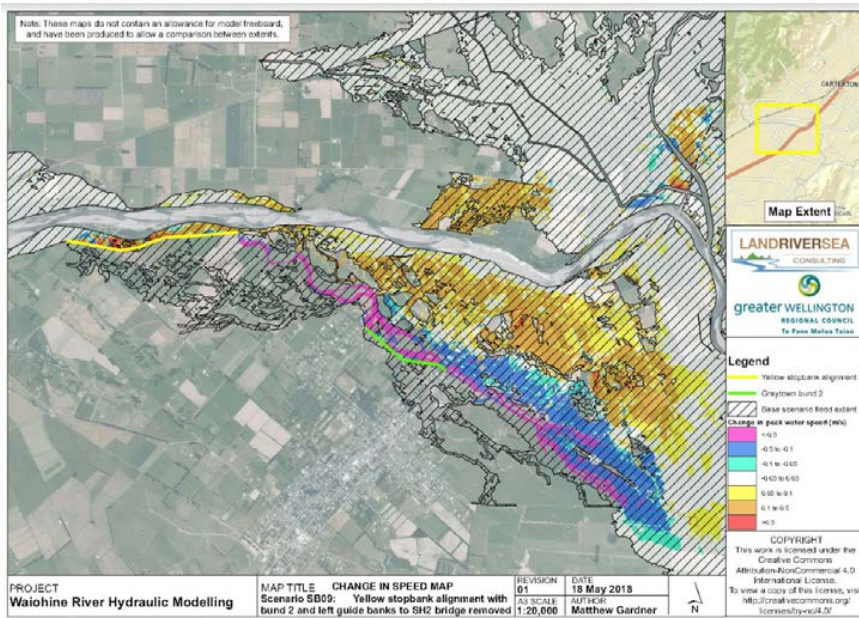 Note: These maps do not contain an allowance for model freeboard,
and have been produced to allow a comparison between extents.
CARTERTON
Map Extent
LANDRIVERSEA
CONSULTING
greater WELLINGTON
REGIONAL COUNCIL
Te Pane Matua Taiao
Legend
Yellow stopbank alignment
Greytown bund 2
Base scenario flood extent
Change in peak water speed (m/s)
<-0.5
-0.5 to -0.1
-0.1 to -0.05
-0.05 to 0.05
0.05 to 0.1
0.1 to 0.5
>0.5
COPYRIGHT
This work is licensed under the
Creative Commons
Attribution-NonCommercial 4.0
International License.
To view a copy of this license, visit
http://creativecommons.org/
licenses/by-nc/4.0/
PROJECT
Waiohine River Hydraulic Modelling
MAP TITLE CHANGE IN SPEED MAP
Scenario SB09: Yellow stopbank alignment with
bund 2 and left guide banks to SH2 bridge removed
REVISION
01
A3 SCALE
1:20,000
DATE
18 May 2018
AUTHOR
Matthew Gardner
N